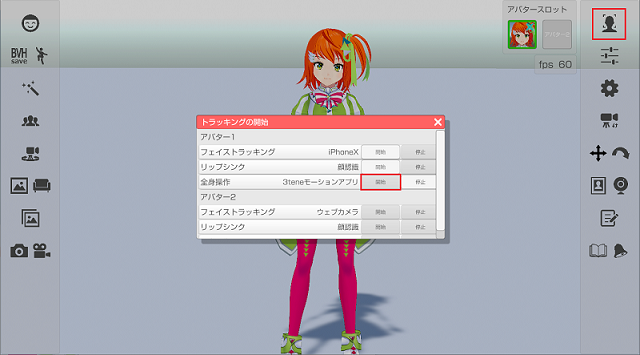 アバタースロット
アバター2
fps 60
BVH
save
トラッキングの開始
アバター1
フェイストラッキング iPhoneX 開始 停止
リップシンク 顔認識 開始 停止
全身操作 3teneモーションアプリ 開始 停止
アバター2
フェイストラッキング ウェブカメラ 開始 停止
リップシンク 顔認識 開始 停止